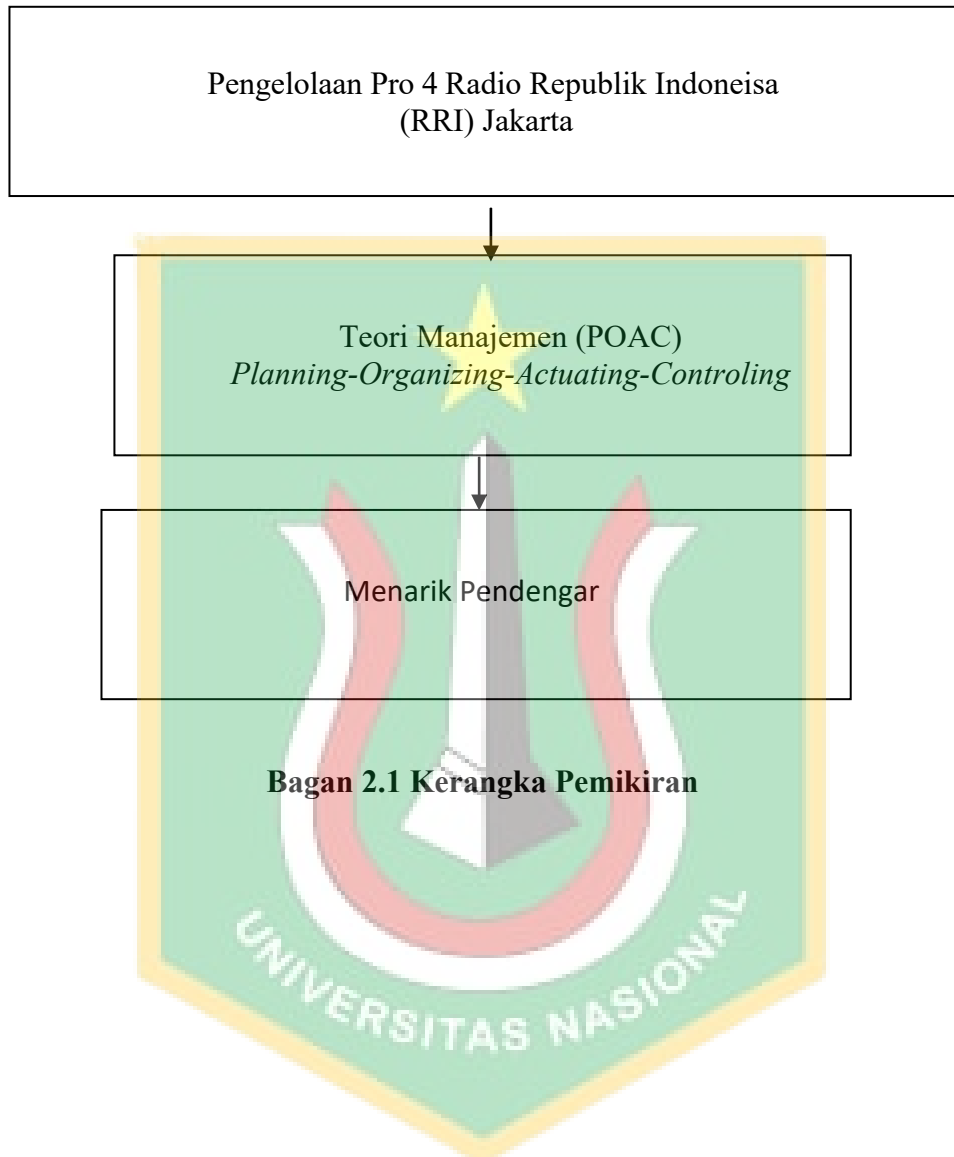 Pengelolaan Pro 4 Radio Republik Indoneisa
(RRI) Jakarta
Teori Manajemen (POAC)
Planning-Organizing-Actuating-Controling
Menarik Pendengar
Bagan 2.1 Kerangka Pemikiran
UNIVERSITAS NASIONAL